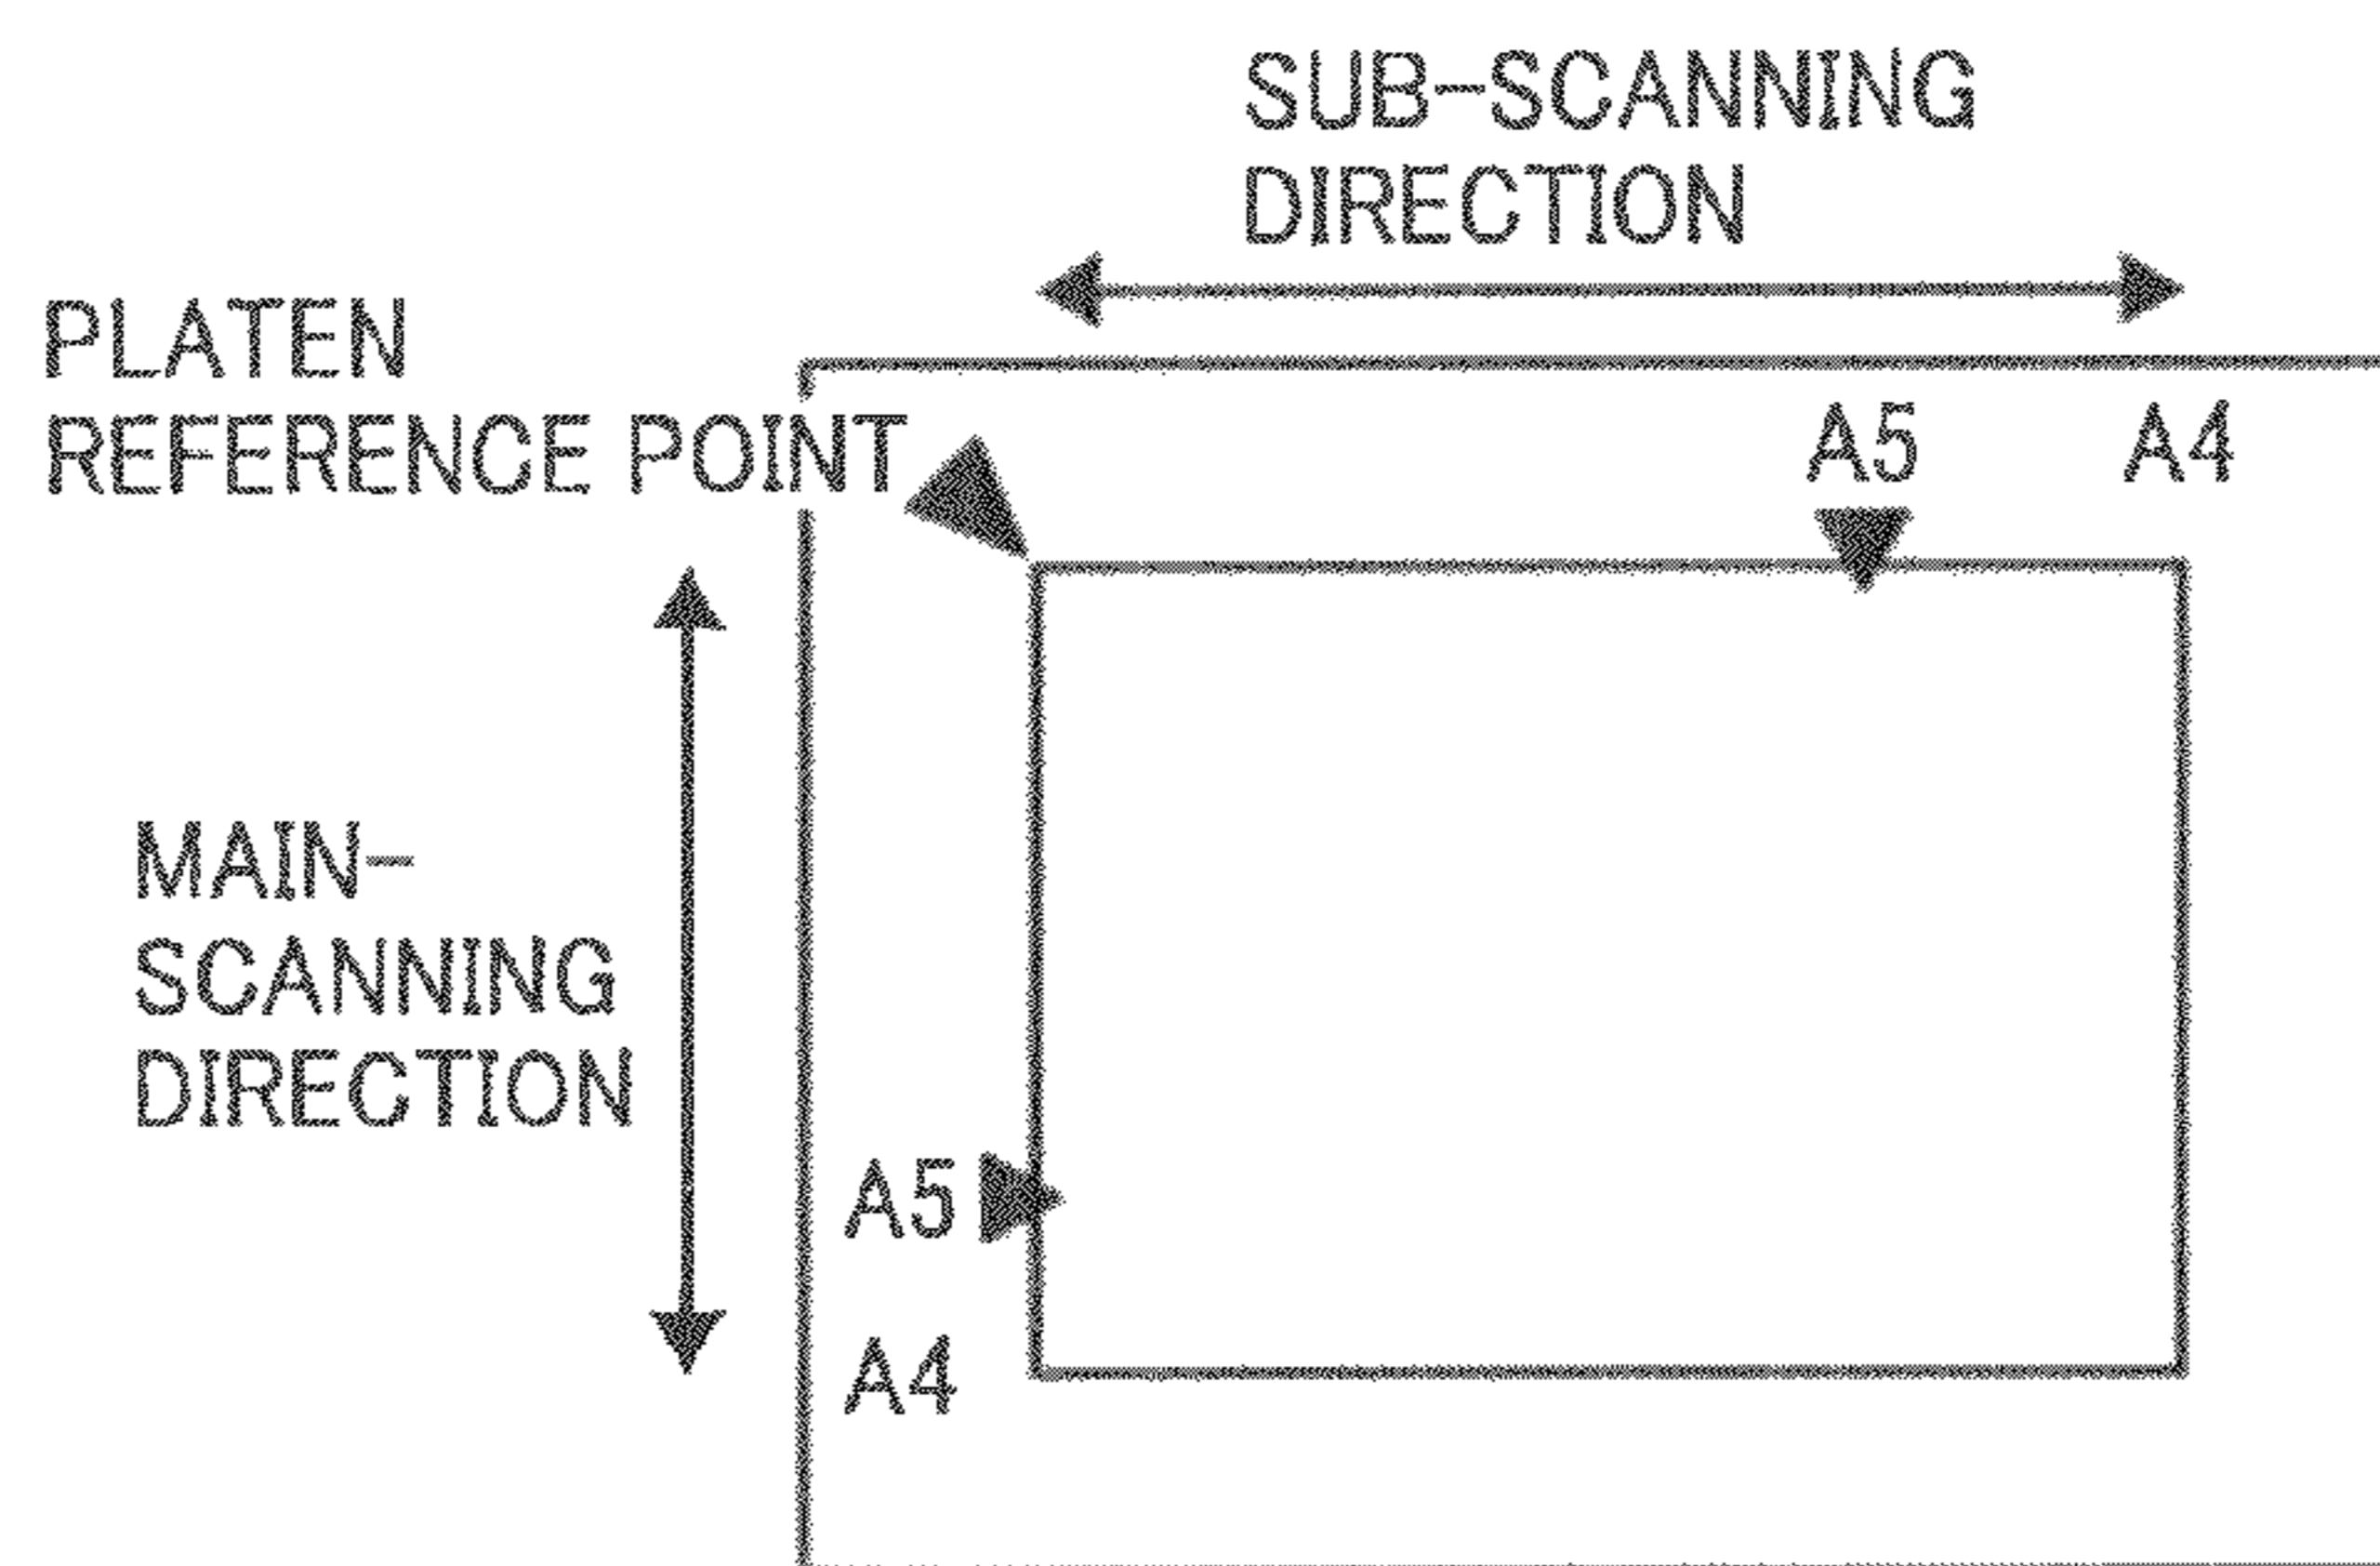 SUB-SCANNING
DIRECTION
PLATEN
REFERENCE POINT
A5 A4
MAIN-
SCANNING
DIRECTION
A5
A4